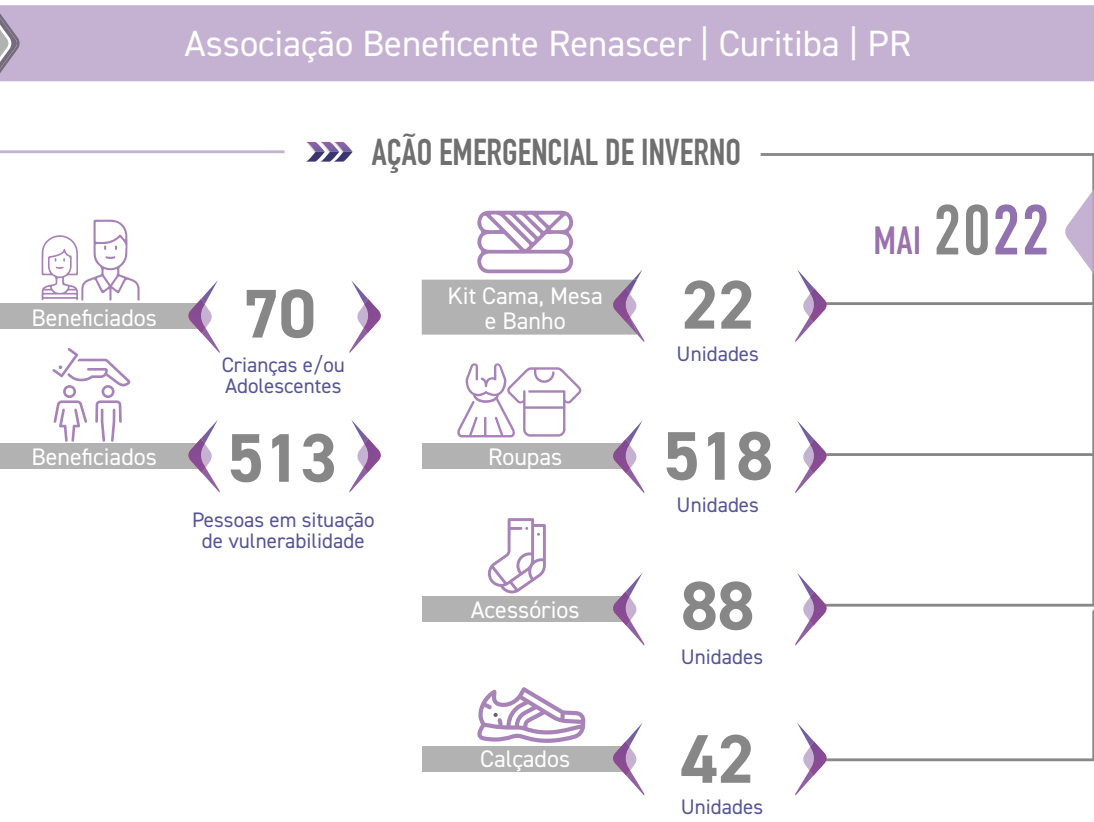 Associação Beneficente Renascer | Curitiba | PR
AÇÃO EMERGENCIAL DE INVERNO
MAI 2022
Beneficiados
70
Crianças e/ou
Adolescentes
Beneficiados
513
Pessoas em situação
de vulnerabilidade
Kit Cama, Mesa
e Banho
22
Unidades
Roupas
518
Unidades
Acessórios
88
Unidades
Calçados
42
Unidades